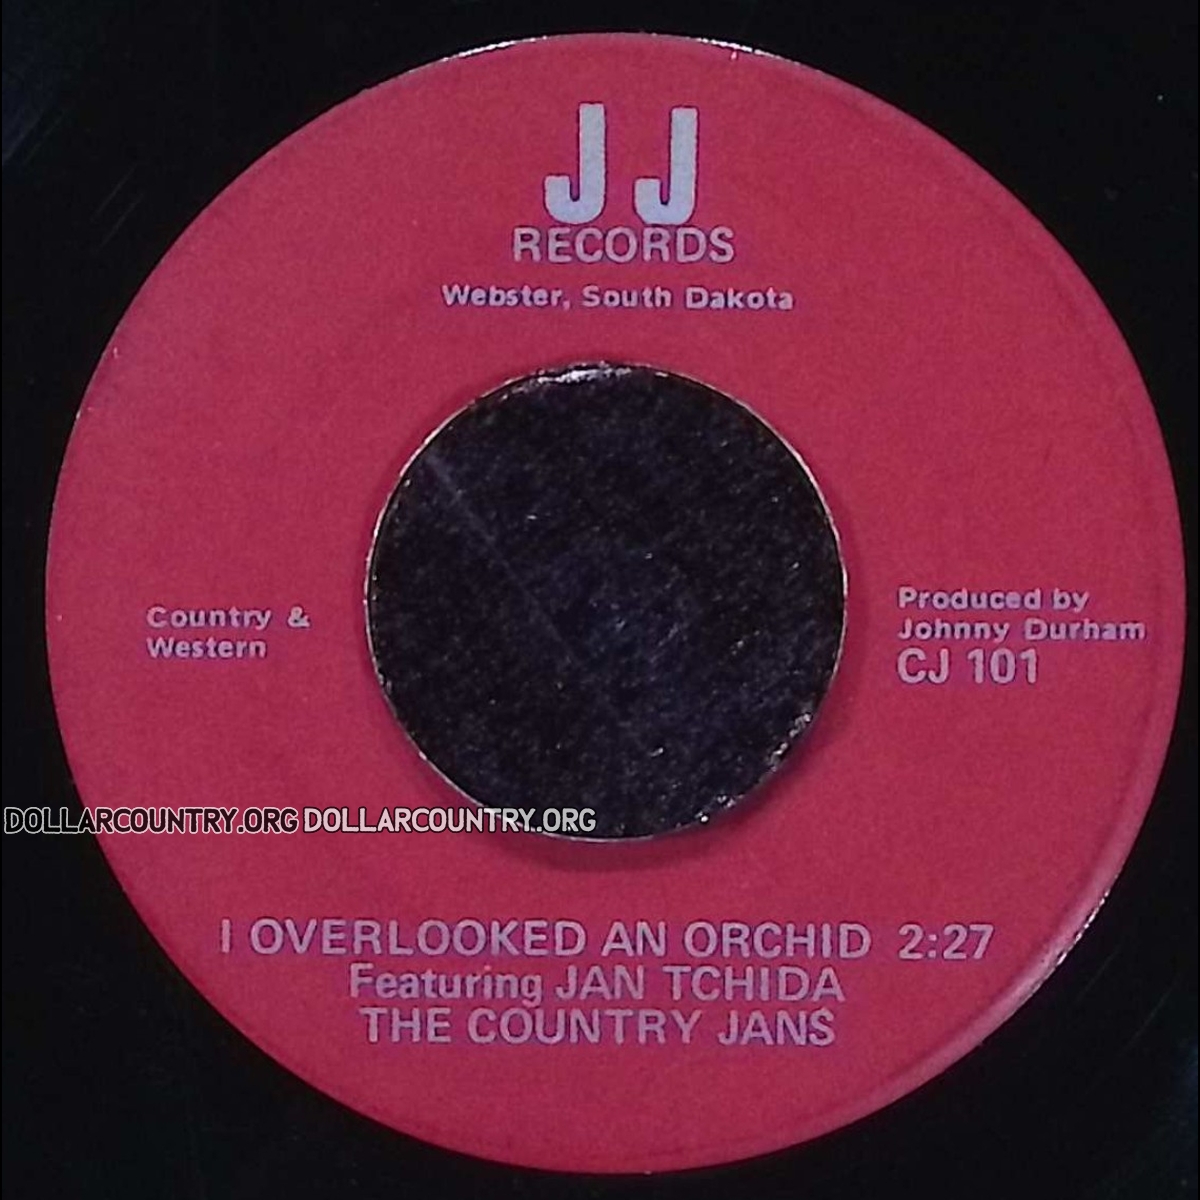 JJ
RECORDS
Webster, South Dakota
Country &
Western
Produced by
Johnny Durham
CJ 101
DOLLARCOUNTRY.ORG DOLLARCOUNTRY.ORG
I OVERLOOKED AN ORCHID 2:27
Featuring JAN TCHIDA
THE COUNTRY JANS